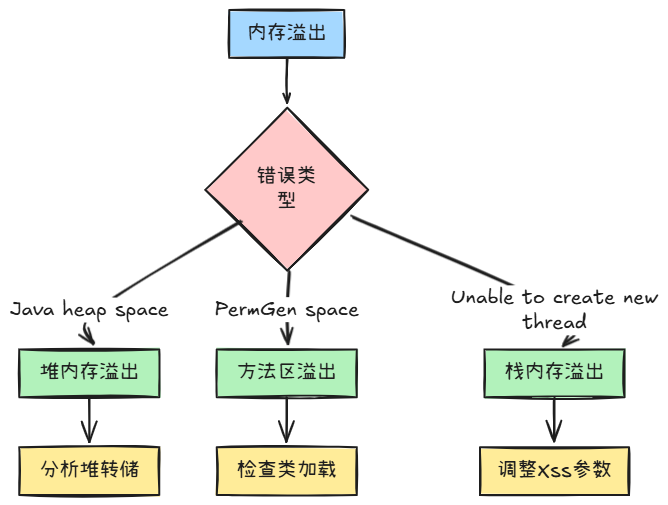 内存溢出
错误类
型
Java heap space
PermGen space
Unable to create new
thread
堆内存溢出
方法区溢出
栈内存溢出
分析堆转储
检查类加载
调整Xss参数